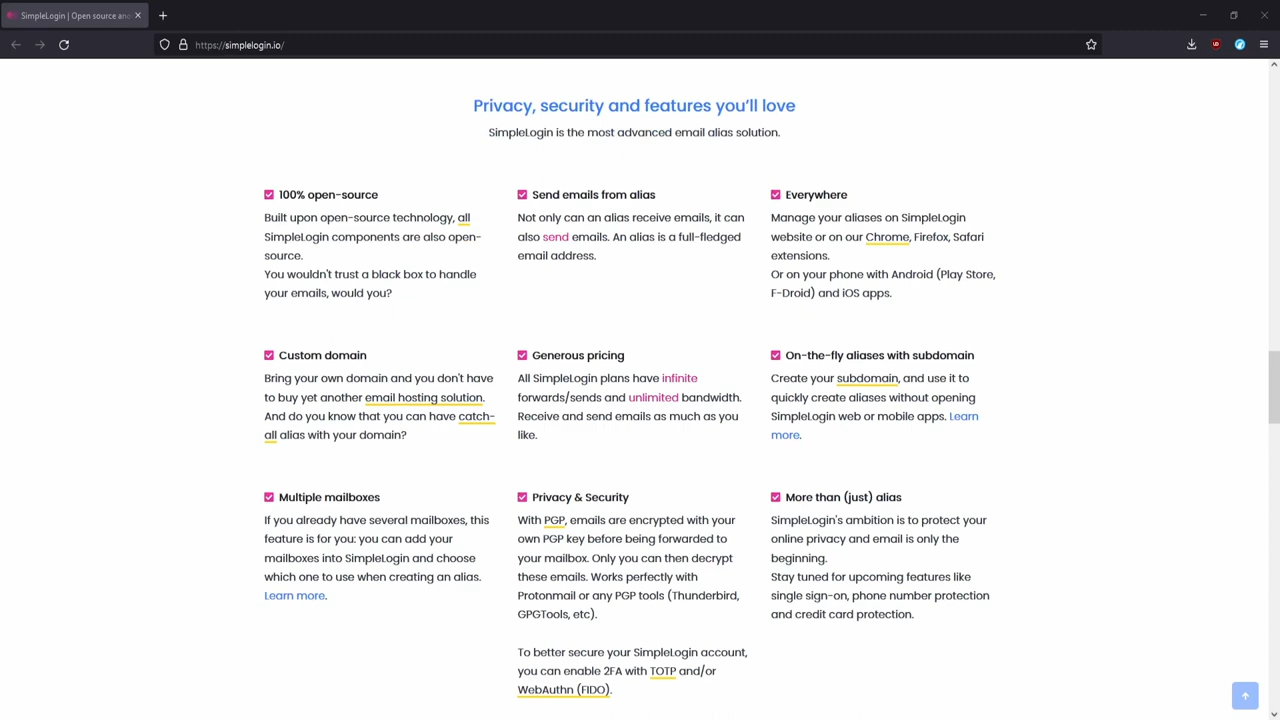 SimpleLogin | Open source and
https://simplelogin.io/
Privacy, security and features you'll love
SimpleLogin is the most advanced email alias solution.
100% open-source
Built upon open-source technology, all
SimpleLogin components are also open-
source.
You wouldn't trust a black box to handle
your emails, would you?
Send emails from alias
Not only can an alias receive emails, it can
also send emails. An alias is a full-fledged
email address.
Everywhere
Manage your aliases on SimpleLogin
website or on our Chrome, Firefox, Safari
extensions.
Or on your phone with Android (Play Store,
F-Droid) and iOS apps.
Custom domain
Bring your own domain and you don't have
to buy yet another email hosting solution.
And do you know that you can have catch-
all alias with your domain?
Generous pricing
All SimpleLogin plans have infinite
forwards/sends and unlimited bandwidth.
Receive and send emails as much as you
like.
On-the-fly aliases with subdomain
Create your subdomain, and use it to
quickly create aliases without opening
SimpleLogin web or mobile apps. Learn
more.
Multiple mailboxes
If you already have several mailboxes, this
feature is for you: you can add your
mailboxes into SimpleLogin and choose
which one to use when creating an alias.
Learn more.
Privacy & Security
With PGP, emails are encrypted with your
own PGP key before being forwarded to
your mailbox. Only you can then decrypt
these emails. Works perfectly with
Protonmail or any PGP tools (Thunderbird,
GPGTools, etc).
To better secure your SimpleLogin account,
you can enable 2FA with TOTP and/or
WebAuthn (FIDO).
More than (just) alias
SimpleLogin's ambition is to protect your
online privacy and email is only the
beginning.
Stay tuned for upcoming features like
single sign-on, phone number protection
and credit card protection.